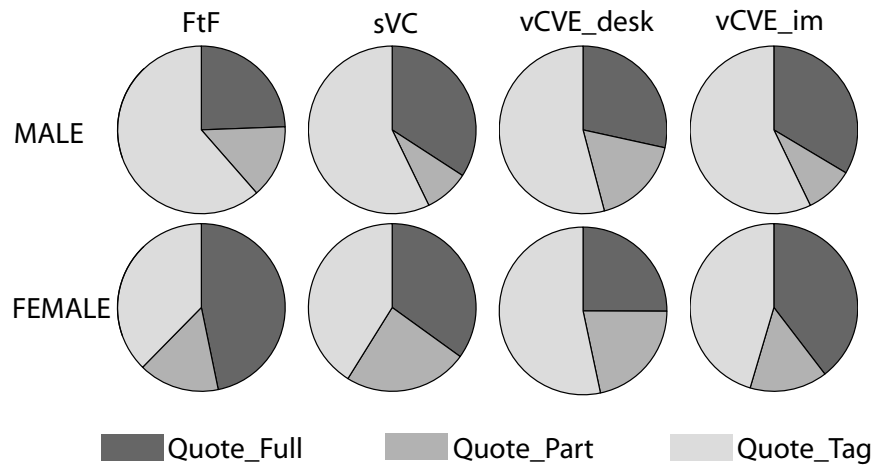 FtF sVC vCVE_desk vCVE_im
MALE
FEMALE
Quote_Full Quote_Part Quote_Tag